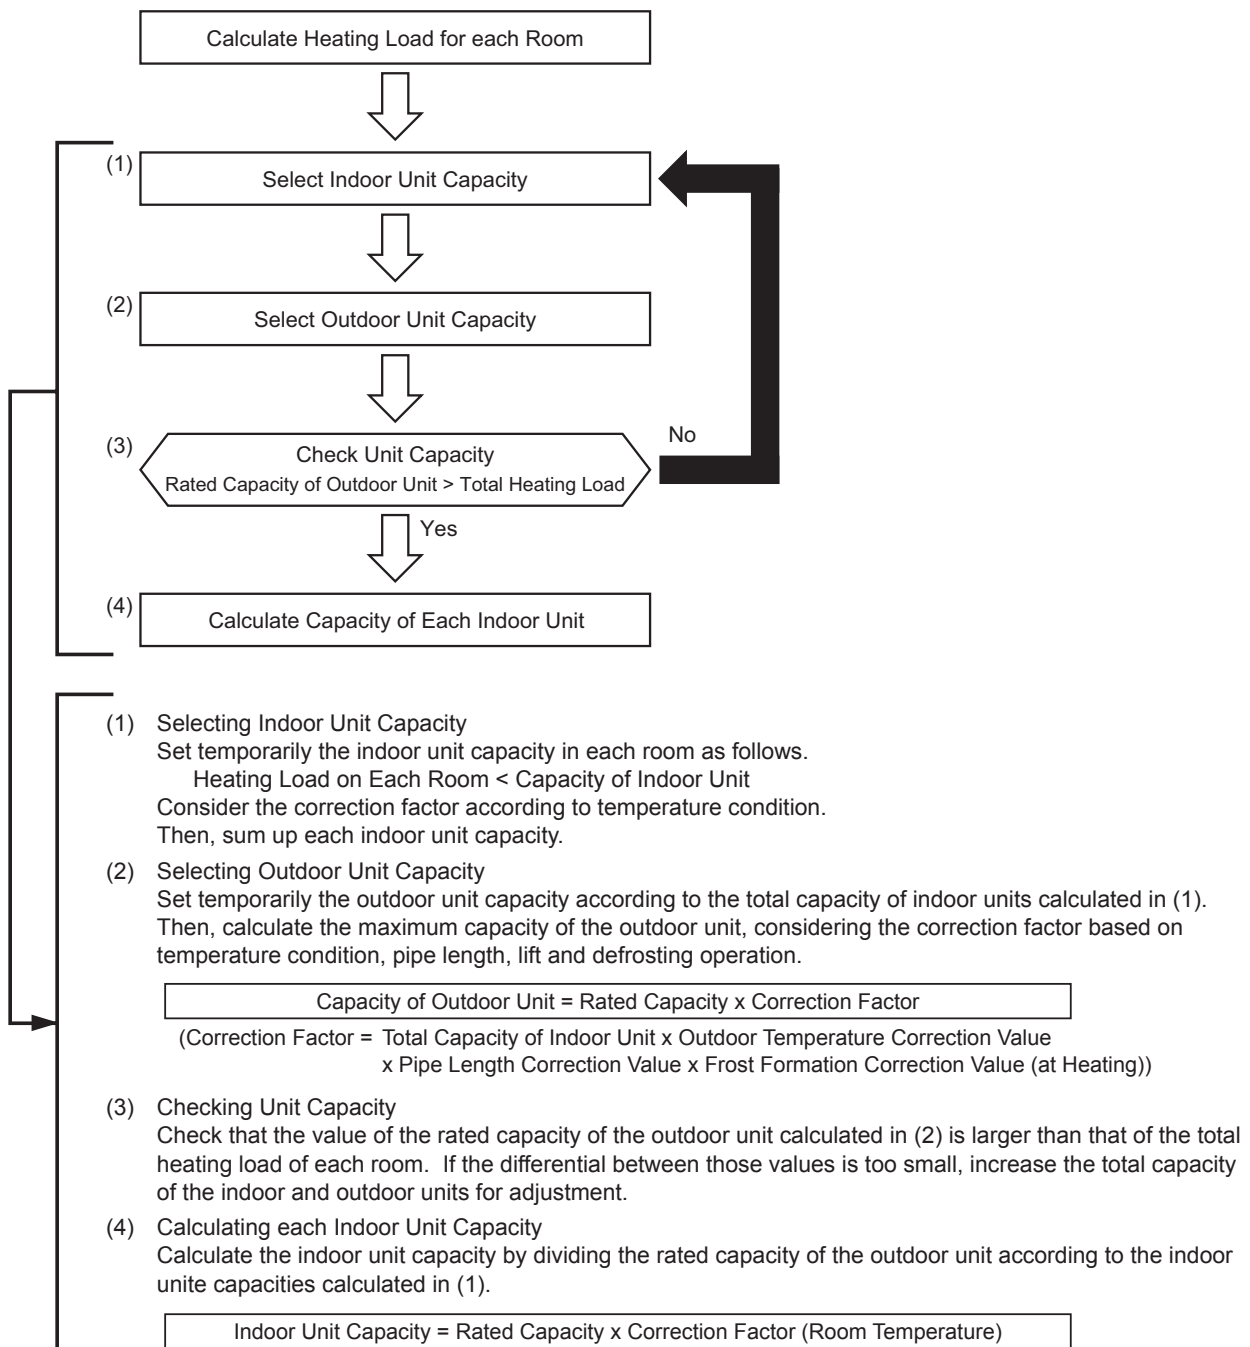 Calculate Heating Load for each Room
(1)
Select Indoor Unit Capacity
(2)
Select Outdoor Unit Capacity
(3)
Check Unit Capacity
Rated Capacity of Outdoor Unit > Total Heating Load
No
Yes
(4)
Calculate Capacity of Each Indoor Unit
(1) Selecting Indoor Unit Capacity
Set temporarily the indoor unit capacity in each room as follows.
Heating Load on Each Room < Capacity of Indoor Unit
Consider the correction factor according to temperature condition.
Then, sum up each indoor unit capacity.
(2) Selecting Outdoor Unit Capacity
Set temporarily the outdoor unit capacity according to the total capacity of indoor units calculated in (1).
Then, calculate the maximum capacity of the outdoor unit, considering the correction factor based on
temperature condition, pipe length, lift and defrosting operation.
Capacity of Outdoor Unit = Rated Capacity x Correction Factor
(Correction Factor = Total Capacity of Indoor Unit x Outdoor Temperature Correction Value
x Pipe Length Correction Value x Frost Formation Correction Value (at Heating))
(3) Checking Unit Capacity
Check that the value of the rated capacity of the outdoor unit calculated in (2) is larger than that of the total
heating load of each room. If the differential between those values is too small, increase the total capacity
of the indoor and outdoor units for adjustment.
(4) Calculating each Indoor Unit Capacity
Calculate the indoor unit capacity by dividing the rated capacity of the outdoor unit according to the indoor
unite capacities calculated in (1).
Indoor Unit Capacity = Rated Capacity x Correction Factor (Room Temperature)